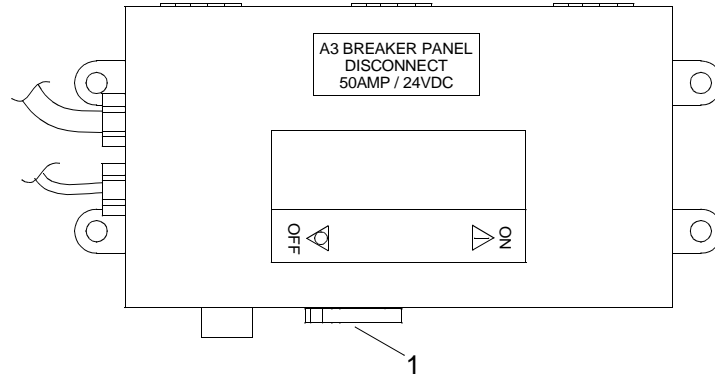 A3 BREAKER PANEL
DISCONNECT
50AMP / 24VDC
OFF
ON
1